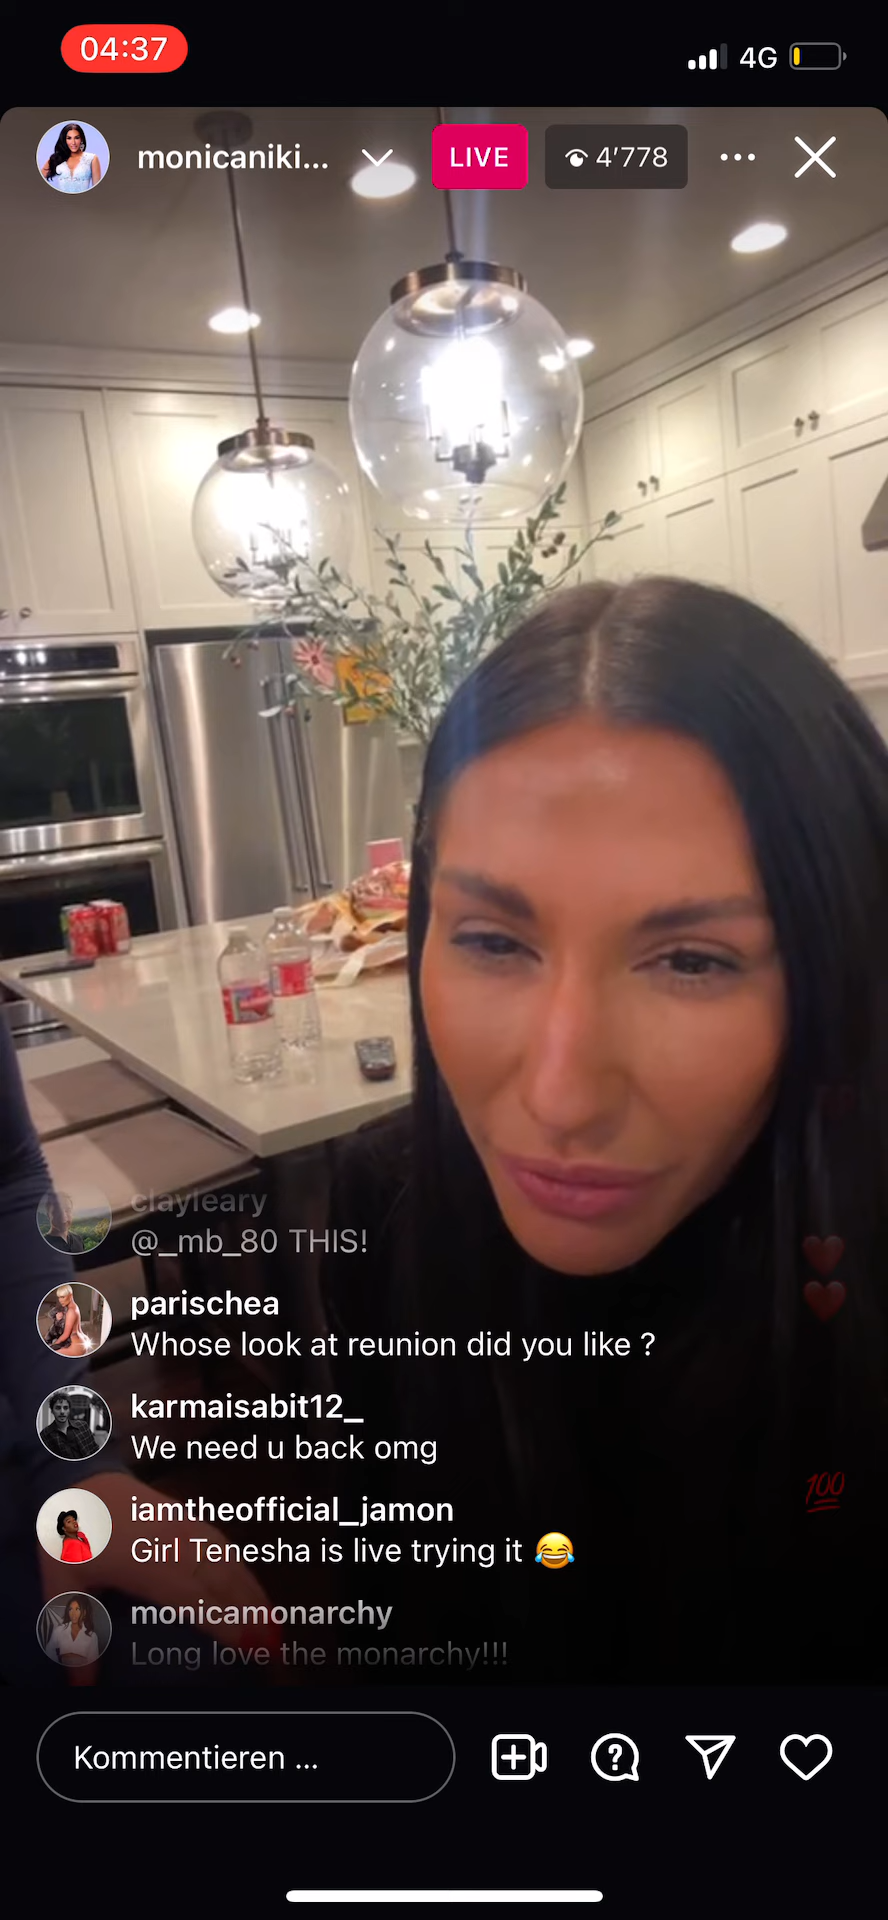 04:37
4G
monicaniki...
LIVE
4’778
clayleary
@_mb_80 THIS!
parischea
Whose look at reunion did you like ?
karmaisabit12_
We need u back omg
iamtheofficial_jamon
Girl Tenesha is live trying it 😂
monicamonarchy
Long love the monarchy!!!
💯
Kommentieren ...